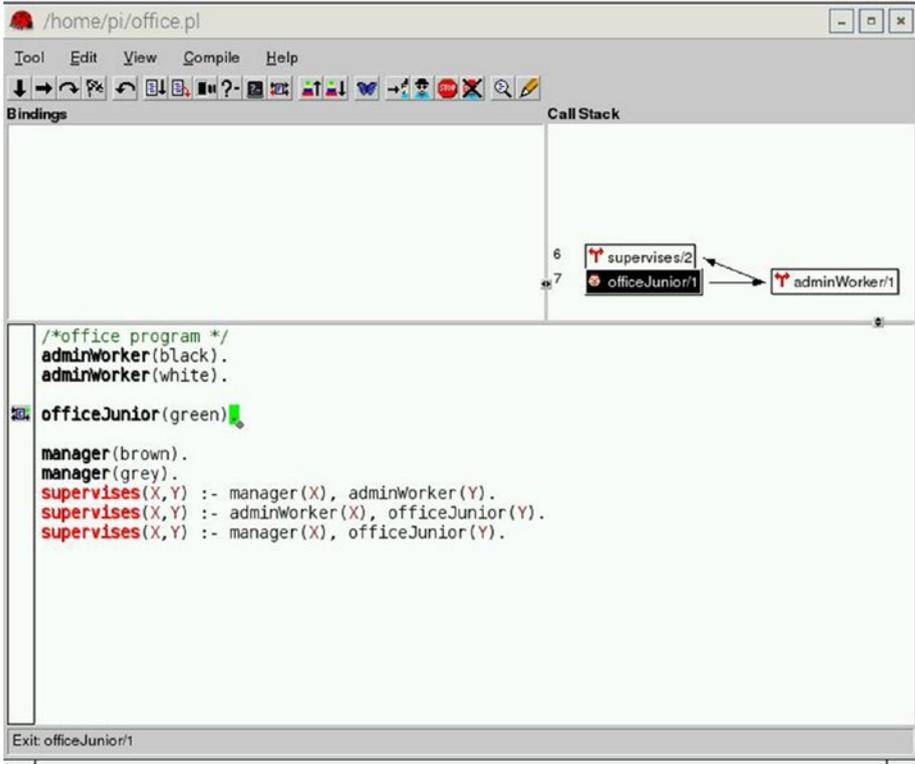 /home/pi/office.pl
Tool Edit View Compile Help
Bindings
Call Stack
6 supervises/2
7 officeJunior/1 adminWorker/1
/*office program */
adminWorker(black).
adminWorker(white).
officeJunior(green).
manager(brown).
manager(grey).
supervises(X,Y) :- manager(X), adminWorker(Y).
supervises(X,Y) :- adminWorker(X), officeJunior(Y).
supervises(X,Y) :- manager(X), officeJunior(Y).
Exit: officeJunior/1